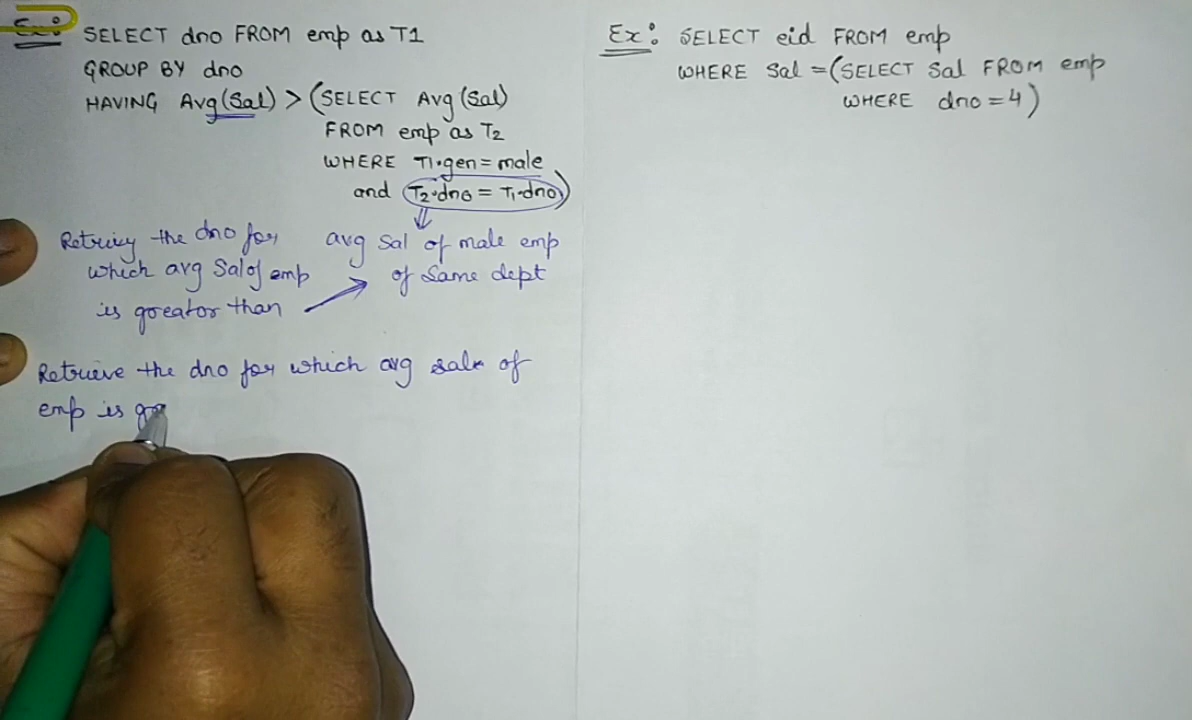 Ex: SELECT dno FROM emp as T1
GROUP BY dno
HAVING Avg(Sal) > (SELECT Avg(Sal)
FROM emp as T2
WHERE T1.gen = male
and T2.dno = T1.dno)
Retrivy the dno for
which avg Sal of emp
is greator than
avg Sal of male emp
of Same dept
Retrieve the dno for which avg sal of
emp is
Ex: SELECT eid FROM emp
WHERE Sal = (SELECT Sal FROM emp
WHERE dno = 4)